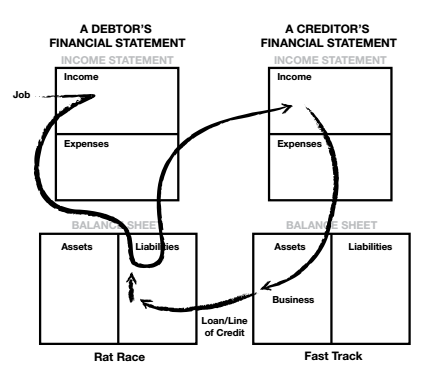 A DEBTOR'S
FINANCIAL STATEMENT
INCOME STATEMENT
Income
Job
Expenses
BALANCE SHEET
Assets
Liabilities
Rat Race
A CREDITOR'S
FINANCIAL STATEMENT
INCOME STATEMENT
Income
Expenses
BALANCE SHEET
Assets
Liabilities
Business
Loan/Line
of Credit
Fast Track